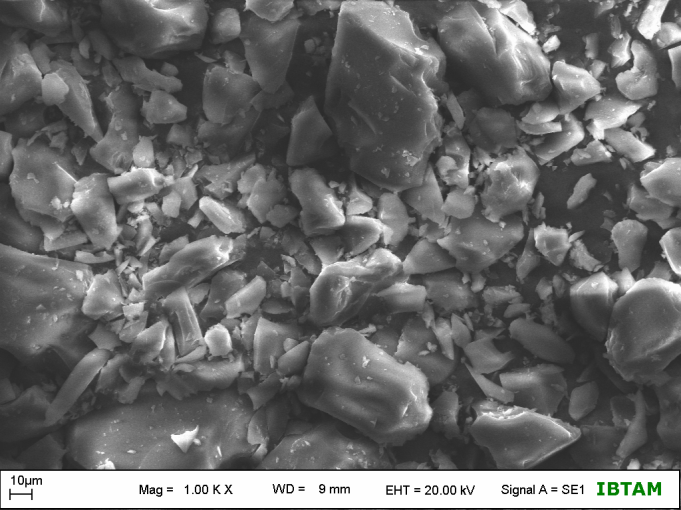 10µm
Mag = 1.00 K X WD = 9 mm EHT = 20.00 kV Signal A = SE1 IBTAM